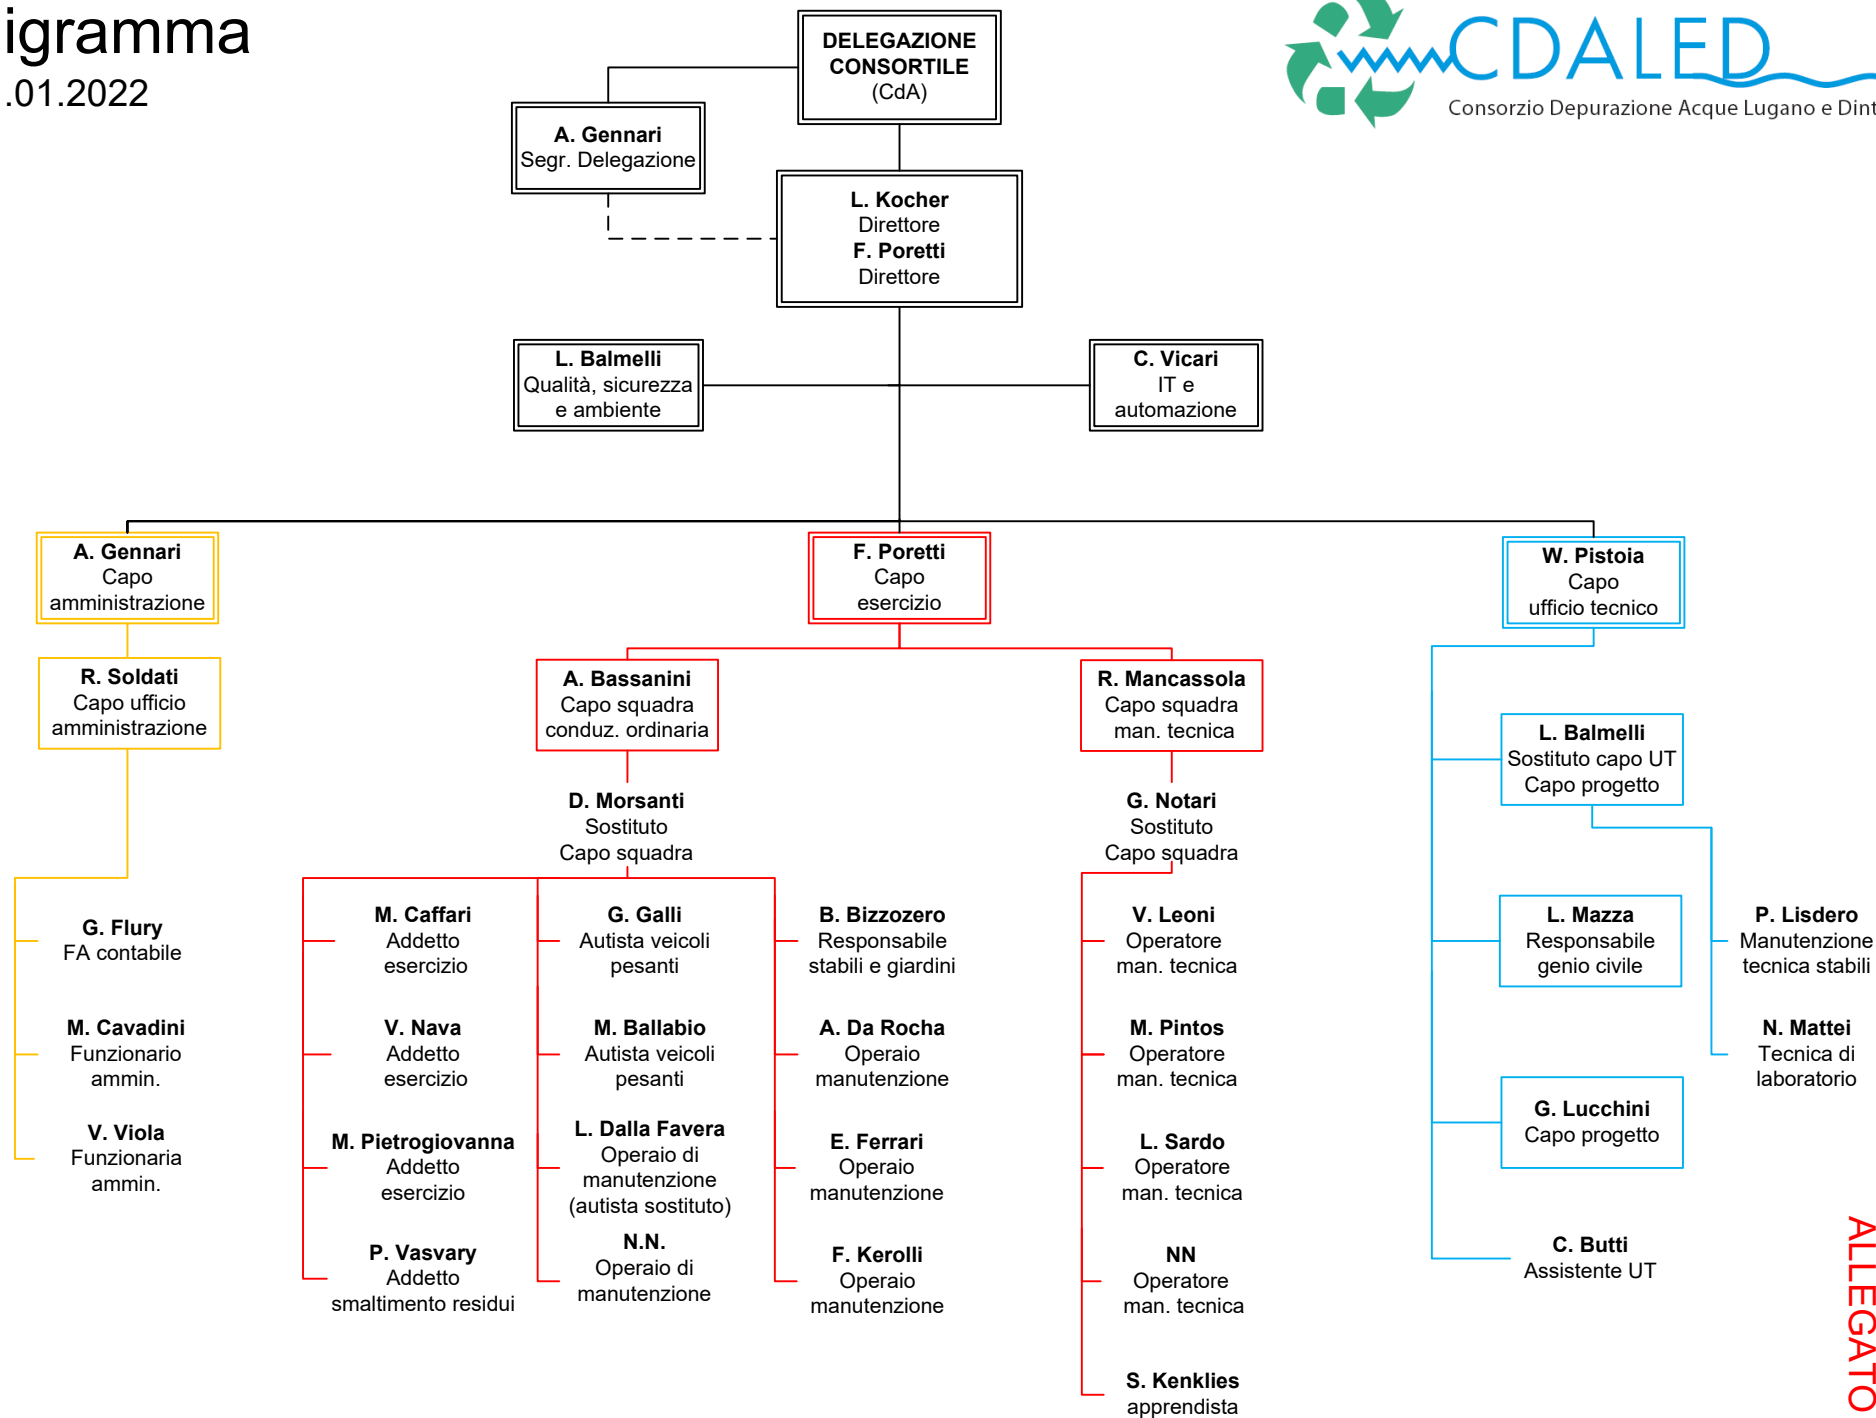 igramma
.01.2022
CDALED
Consorzio Depurazione Acque Lugano e Dint
DELEGAZIONE
CONSORTILE
(CdA)
A. Gennari
Segr. Delegazione
L. Kocher
Direttore
F. Poretti
Direttore
L. Balmelli
Qualità, sicurezza
e ambiente
C. Vicari
IT e
automazione
A. Gennari
Capo
amministrazione
F. Poretti
Capo
esercizio
W. Pistoia
Capo
ufficio tecnico
R. Soldati
Capo ufficio
amministrazione
A. Bassanini
Capo squadra
conduz. ordinaria
R. Mancassola
Capo squadra
man. tecnica
L. Balmelli
Sostituto capo UT
Capo progetto
D. Morsanti
Sostituto
Capo squadra
G. Notari
Sostituto
Capo squadra
G. Flury
FA contabile
M. Cavadini
Funzionario
ammin.
V. Viola
Funzionaria
ammin.
M. Caffari
Addetto
esercizio
V. Nava
Addetto
esercizio
M. Pietrogiovanna
Addetto
esercizio
P. Vasvary
Addetto
smaltimento residui
G. Galli
Autista veicoli
pesanti
M. Ballabio
Autista veicoli
pesanti
L. Dalla Favera
Operaio di
manutenzione
(autista sostituto)
N.N.
Operaio di
manutenzione
B. Bizzozero
Responsabile
stabili e giardini
A. Da Rocha
Operaio
manutenzione
E. Ferrari
Operaio
manutenzione
F. Kerolli
Operaio
manutenzione
V. Leoni
Operatore
man. tecnica
M. Pintos
Operatore
man. tecnica
L. Sardo
Operatore
man. tecnica
NN
Operatore
man. tecnica
S. Kenklies
apprendista
L. Mazza
Responsabile
genio civile
G. Lucchini
Capo progetto
C. Butti
Assistente UT
P. Lisdero
Manutenzione
tecnica stabili
N. Mattei
Tecnica di
laboratorio
ALLEGATO